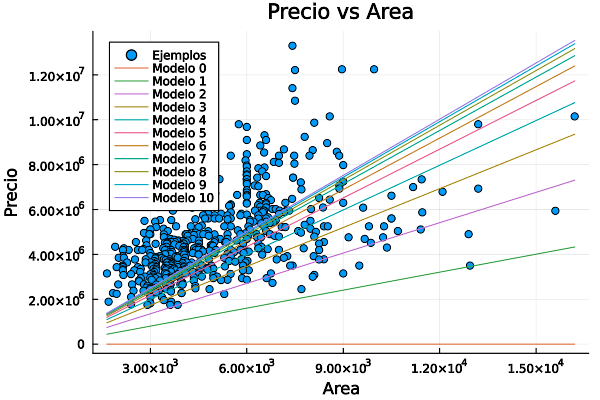 Precio vs Area
Precio
1.20×10⁷
1.00×10⁷
8.00×10⁶
6.00×10⁶
4.00×10⁶
2.00×10⁶
0
Ejemplos
Modelo 0
Modelo 1
Modelo 2
Modelo 3
Modelo 4
Modelo 5
Modelo 6
Modelo 7
Modelo 8
Modelo 9
Modelo 10
3.00×10³ 6.00×10³ 9.00×10³ 1.20×10⁴ 1.50×10⁴
Area